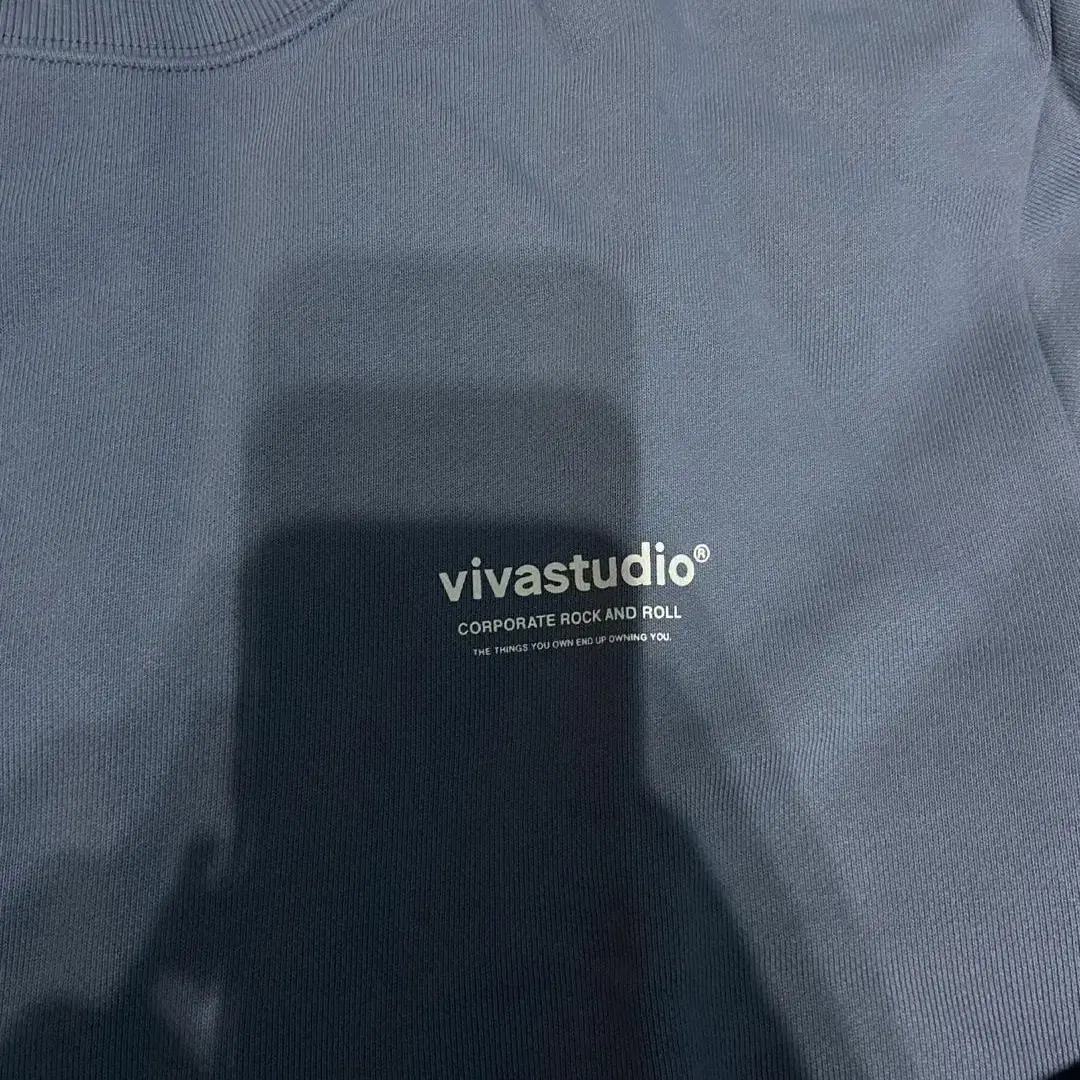 vivastudio®
CORPORATE ROCK AND ROLL
THE THINGS YOU OWN END UP OWNING YOU.